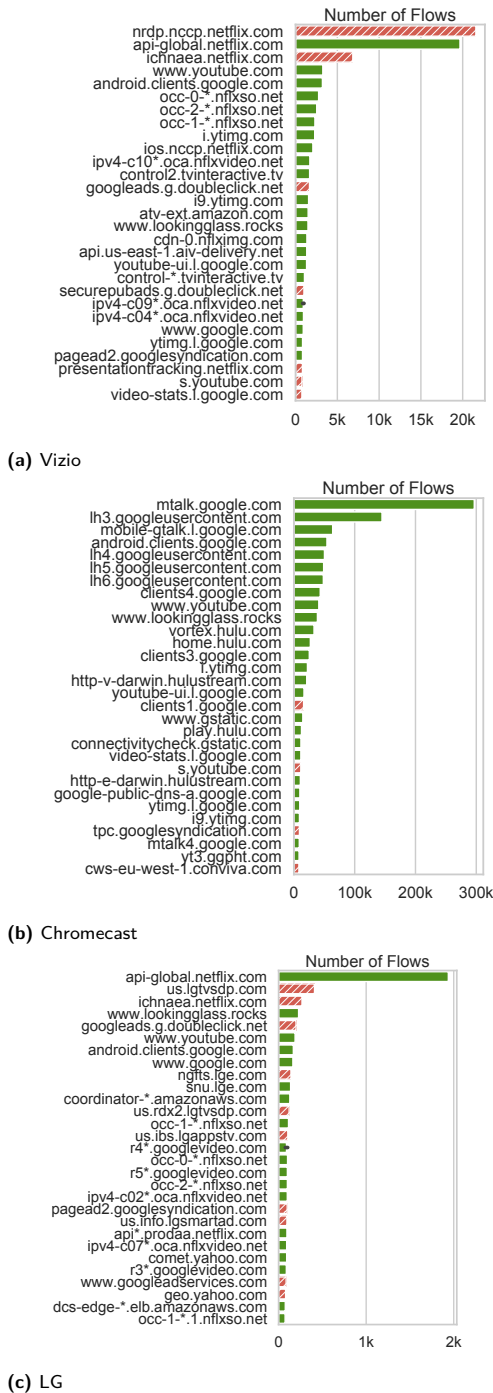 Number of Flows
nrdp.nccp.netflix.com
api-global.netflix.com
ichnaea.netflix.com
www.youtube.com
android.clients.google.com
occ-0-*.nflxso.net
occ-2-*.nflxso.net
occ-1-*.nflxso.net
i.ytimg.com
ios.nccp.netflix.com
ipv4-c10*.oca.nflxvideo.net
control2.tvinteractive.tv
googleads.g.doubleclick.net
i9.ytimg.com
atv-ext.amazon.com
www.lookingglass.rocks
cdn-0.nflximg.com
api.us-east-1.aiv-delivery.net
youtube-ui.l.google.com
control-*.tvinteractive.tv
securepubads.g.doubleclick.net
ipv4-c09*.oca.nflxvideo.net
ipv4-c04*.oca.nflxvideo.net
www.google.com
ytimg.l.google.com
pagead2.googlesyndication.com
presentationtracking.netflix.com
s.youtube.com
video-stats.l.google.com
0 5k 10k 15k 20k
(a) Vizio
Number of Flows
mtalk.google.com
lh3.googleusercontent.com
mobile-gtalk.l.google.com
android.clients.google.com
lh4.googleusercontent.com
lh5.googleusercontent.com
lh6.googleusercontent.com
clients4.google.com
www.youtube.com
www.lookingglass.rocks
vortex.hulu.com
home.hulu.com
clients3.google.com
i.ytimg.com
http-v-darwin.hulustream.com
youtube-ui.l.google.com
clients1.google.com
www.gstatic.com
play.hulu.com
connectivitycheck.gstatic.com
video-stats.l.google.com
s.youtube.com
http-e-darwin.hulustream.com
google-public-dns-a.google.com
ytimg.l.google.com
i9.ytimg.com
tpc.googlesyndication.com
mtalk4.google.com
yt3.ggpht.com
cws-eu-west-1.conviva.com
0 100k 200k 300k
(b) Chromecast
Number of Flows
api-global.netflix.com
us.lgtvsdp.com
ichnaea.netflix.com
www.lookingglass.rocks
googleads.g.doubleclick.net
www.youtube.com
android.clients.google.com
www.google.com
ngfts.lge.com
snu.lge.com
coordinator-*.amazonaws.com
us.rdx2.lgtvsdp.com
occ-1-*.nflxso.net
us.ibs.lgappstv.com
r4*.googlevideo.com
occ-0-*.nflxso.net
r5*.googlevideo.com
occ-2-*.nflxso.net
ipv4-c02*.oca.nflxvideo.net
pagead2.googlesyndication.com
us.info.lgsmartad.com
api*.prodaa.netflix.com
ipv4-c07*.oca.nflxvideo.net
comet.yahoo.com
r3*.googlevideo.com
www.googleadservices.com
geo.yahoo.com
dcs-edge-*.elb.amazonaws.com
occ-1-*.1.nflxso.net
0 1k 2k
(c) LG